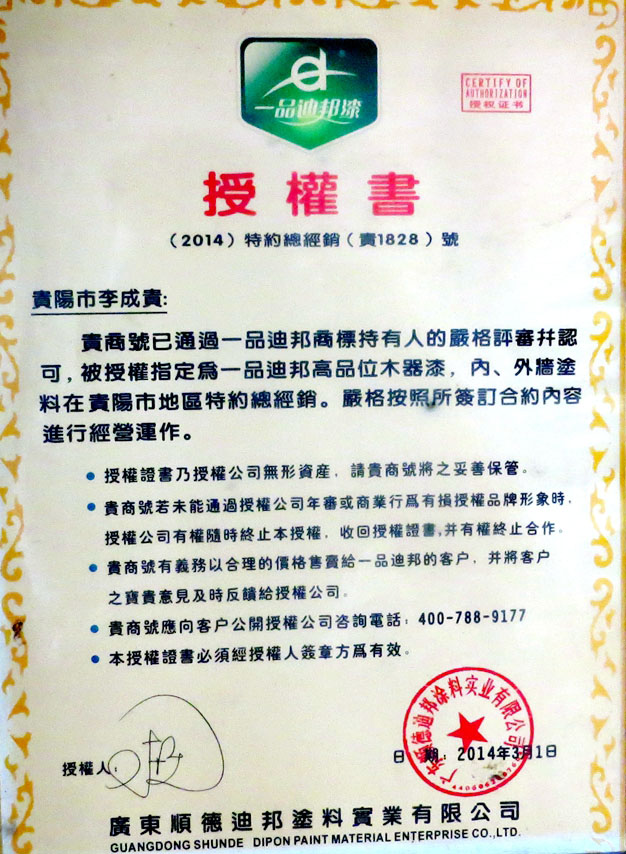 一品迪邦漆
CERTIFY OF
AUTHORIZATION
授权证书
授權書
（2014）特約總經銷（貴1828）號
貴陽市李成貴:
貴商號已通過一品迪邦商標持有人的嚴格評審幷認
可，被授權指定爲一品迪邦高品位木器漆，內、外牆塗
料在貴陽市地區特約總經銷。嚴格按照所簽訂合約內容
進行經營運作。
● 授權證書乃授權公司無形資産，請貴商號將之妥善保管。
● 貴商號若未能通過授權公司年審或商業行爲有損授權品牌形象時，
授權公司有權隨時終止本授權，收回授權證書，并有權終止合作。
● 貴商號有義務以合理的價格售賣給一品迪邦的客户，并將客户
之寶貴意見及時反饋給授權公司。
● 貴商號應向客户公開授權公司咨詢電話：400-788-9177
● 本授權證書必須經授權人簽章方爲有效。
广东顺德迪邦涂料实业有限公司
授權人：
日 期：2014年3月1日
廣東順德迪邦塗料實業有限公司
GUANGDONG SHUNDE DIPON PAINT MATERIAL ENTERPRISE CO.,LTD.